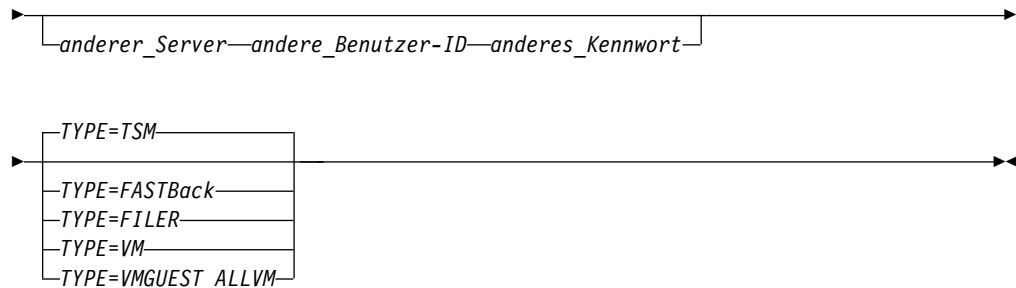 anderer_Server andere_Benutzer-ID anderes_Kennwort
TYPE=TSM
TYPE=FASTBack
TYPE=FILER
TYPE=VM
TYPE=VMGUEST ALLVM